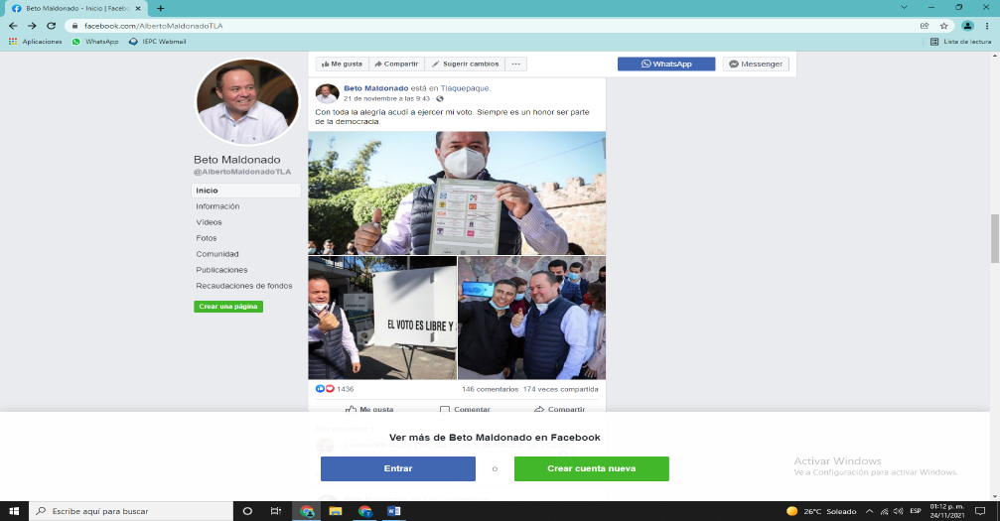 Beto Maldonado - Inicio | Facebo
facebook.com/AlbertoMaldonadoTLA
Aplicaciones WhatsApp IEPC Webmail Lista de lectura
Me gusta Compartir Sugerir cambios ··· WhatsApp Messenger
Beto Maldonado está en Tlaquepaque.
21 de noviembre a las 9:43 ·
Con toda la alegría acudí a ejercer mi voto. Siempre es un honor ser parte
de la democracia.
Beto Maldonado
@AlbertoMaldonadoTLA
Inicio
Información
Videos
Fotos
Comunidad
Publicaciones
Recaudaciones de fondos
Crear una página
EL VOTO ES LIBRE Y
1436 146 comentarios 174 veces compartida
Me gusta Comentar Compartir
Ver más de Beto Maldonado en Facebook
Entrar o Crear cuenta nueva
Activar Windows
Ve a Configuración para activar Windows.
Escribe aquí para buscar
26°C Soleado ESP
01:12 p. m.
24/11/2021